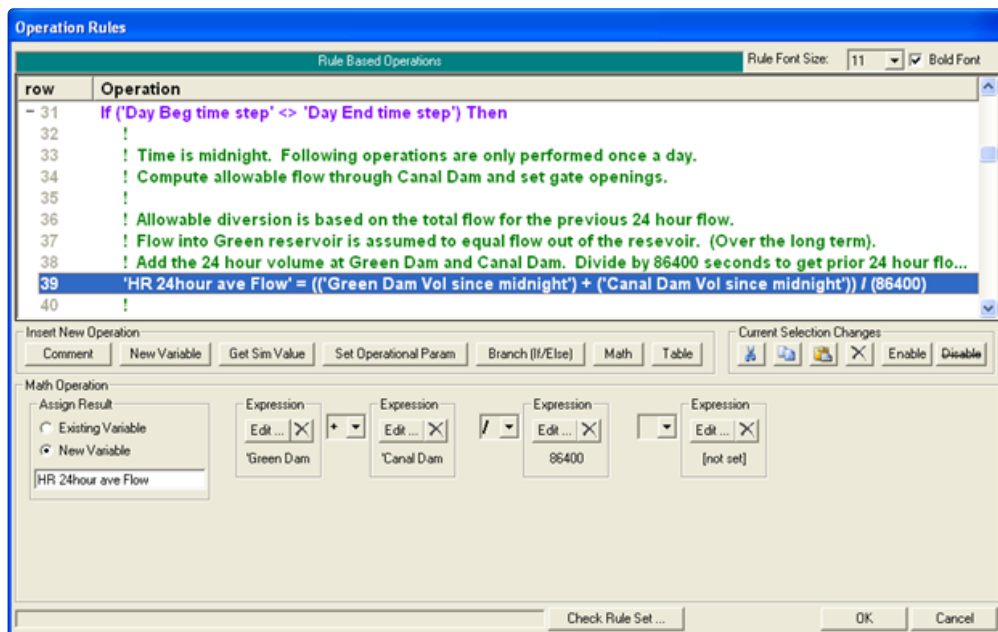 Operation Rules
Rule Based Operations Rule Font Size: 11 Bold Font
row Operation
- 31 If ('Day Beg time step' <> 'Day End time step') Then
32 !
33 ! Time is midnight. Following operations are only performed once a day.
34 ! Compute allowable flow through Canal Dam and set gate openings.
35 !
36 ! Allowable diversion is based on the total flow for the previous 24 hour flow.
37 ! Flow into Green reservoir is assumed to equal flow out of the resevoir. (Over the long term).
38 ! Add the 24 hour volume at Green Dam and Canal Dam. Divide by 86400 seconds to get prior 24 hour flo...
39 'HR 24hour ave Flow' = (('Green Dam Vol since midnight') + ('Canal Dam Vol since midnight')) / (86400)
40 !
Insert New Operation Current Selection Changes
Comment New Variable Get Sim Value Set Operational Param Branch (If/Else) Math Table Enable Disable
Math Operation
Assign Result Expression Expression Expression Expression
Existing Variable Edit ... + Edit ... / Edit ... Edit ...
New Variable 'Green Dam 'Canal Dam 86400 [not set]
HR 24hour ave Flow
Check Rule Set ... OK Cancel